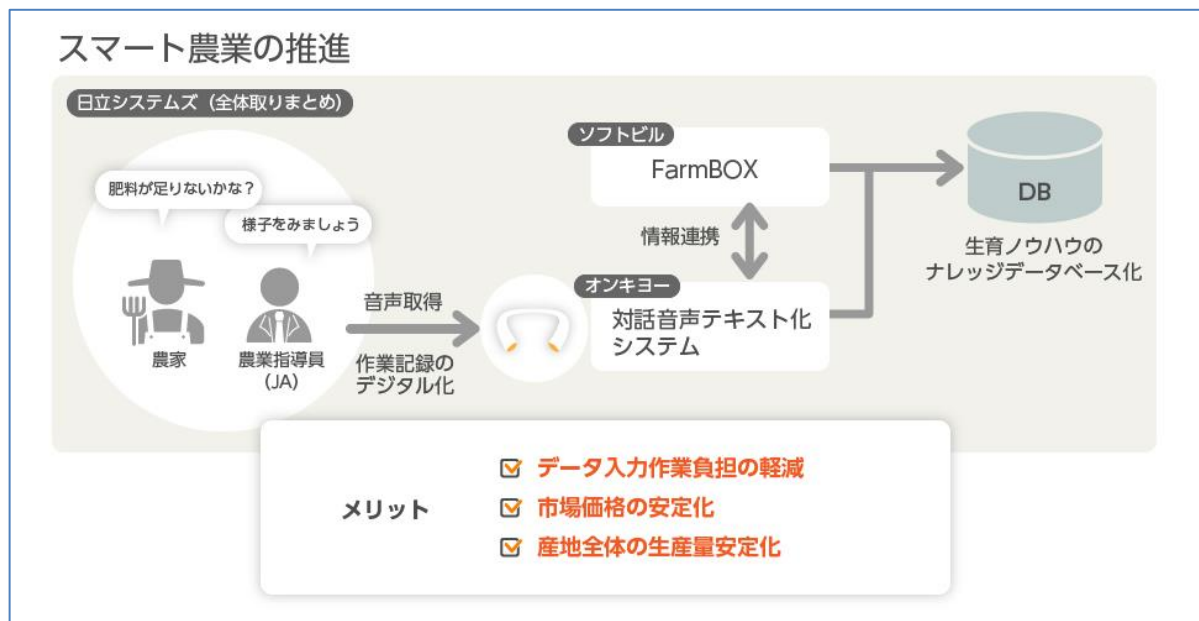 スマート農業の推進
日立システムズ（全体取りまとめ）
肥料が足りないかな？
様子をみましょう
農家
農業指導員
(JA)
音声取得
作業記録の
デジタル化
ソフトビル
FarmBOX
情報連携
オンキヨー
対話音声テキスト化
システム
DB
生育ノウハウの
ナレッジデータベース化
メリット
データ入力作業負担の軽減
市場価格の安定化
産地全体の生産量安定化